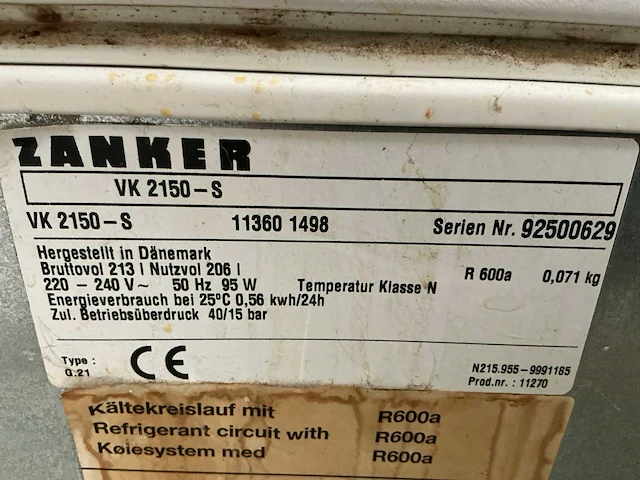 ZANKER
VK 2150-S
VK 2150-S 11360 1498 Serien Nr. 92500629
Hergestellt in Dänemark
Bruttovol 213 l Nutzvol 206 l R 600a 0,071 kg
220 - 240 V~ 50 Hz 95 W Temperatur Klasse N
Energieverbrauch bei 25°C 0,56 kwh/24h
Zul. Betriebsüberdruck 40/15 bar
Type :
G:21
CE
N215.955-9991185
Prod.nr. : 11270
Kältekreislauf mit R600a
Refrigerant circuit with R600a
Køiesystem med R600a